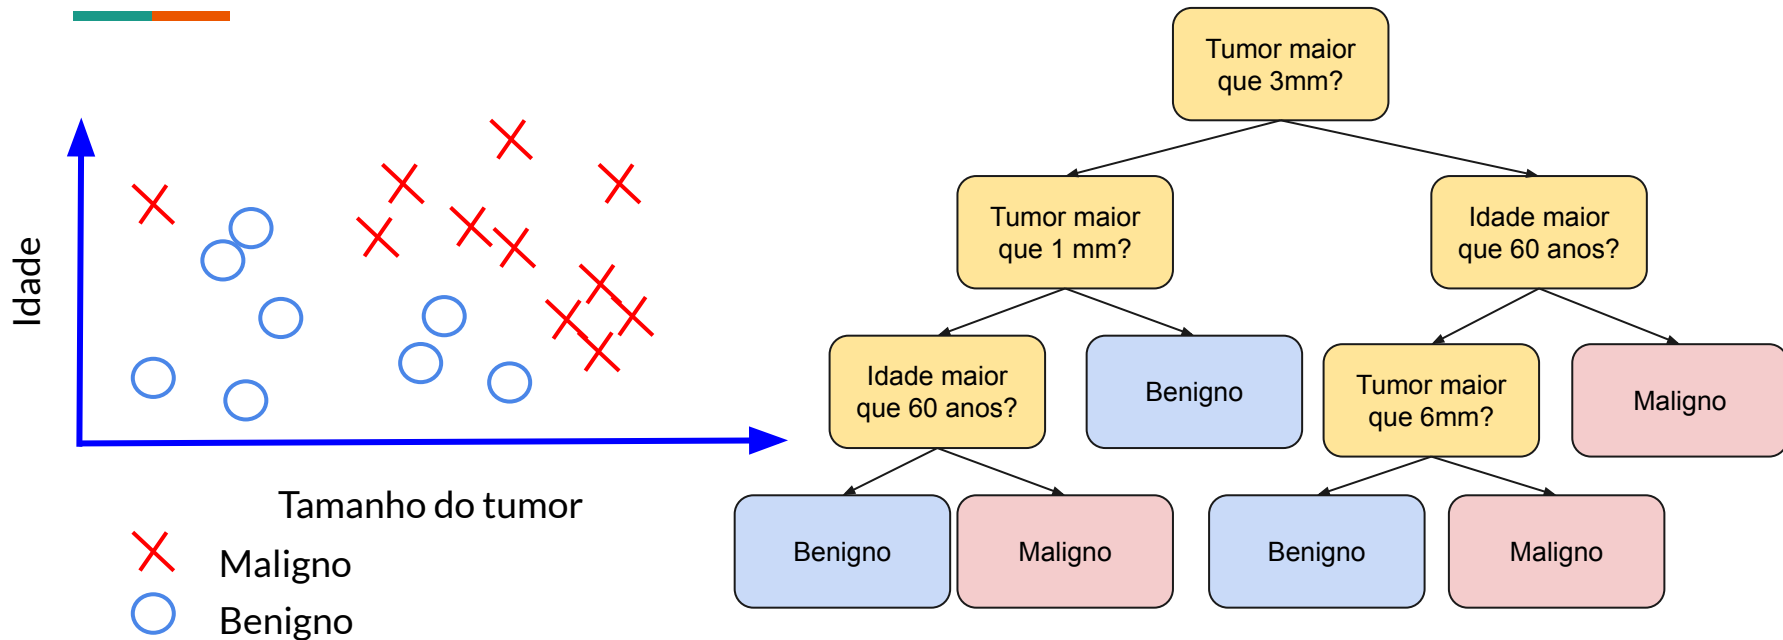 Idade
Tamanho do tumor
Maligno
Benigno
Tumor maior
que 3mm?
Tumor maior
que 1 mm?
Idade maior
que 60 anos?
Idade maior
que 60 anos?
Benigno
Tumor maior
que 6mm?
Maligno
Benigno
Maligno
Benigno
Maligno